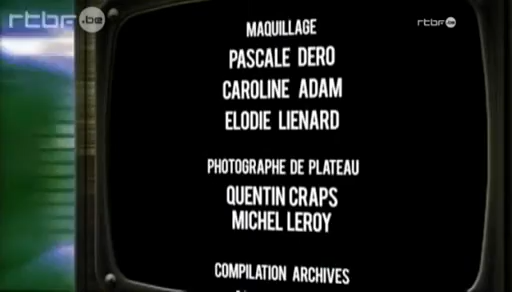 rtbf.be
rtbf.be
MAQUILLAGE
PASCALE DERO
CAROLINE ADAM
ELODIE LIENARD
PHOTOGRAPHE DE PLATEAU
QUENTIN CRAPS
MICHEL LEROY
COMPILATION ARCHIVES